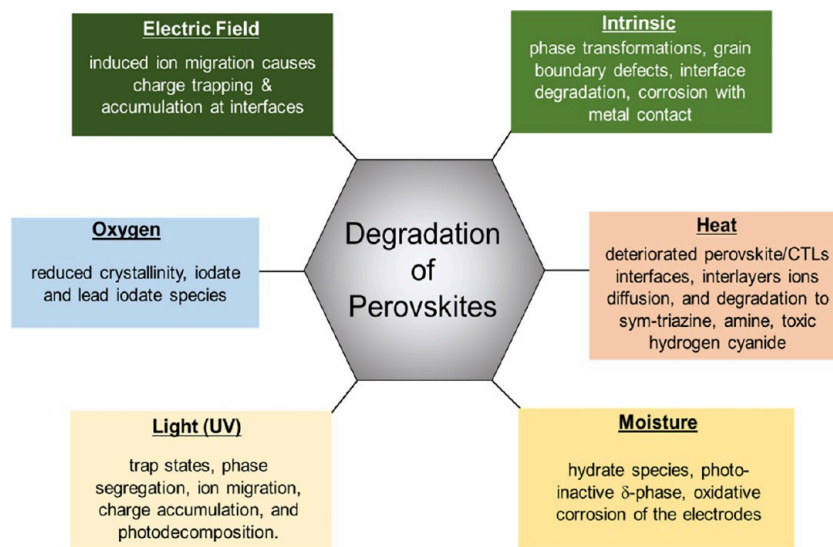 Electric Field
induced ion migration causes
charge trapping &
accumulation at interfaces
Intrinsic
phase transformations, grain
boundary defects, interface
degradation, corrosion with
metal contact
Oxygen
reduced crystallinity, iodate
and lead iodate species
Degradation
of
Perovskites
Heat
deteriorated perovskite/CTLs
interfaces, interlayers ions
diffusion, and degradation to
sym-triazine, amine, toxic
hydrogen cyanide
Light (UV)
trap states, phase
segregation, ion migration,
charge accumulation, and
photodecomposition.
Moisture
hydrate species, photo-
inactive δ-phase, oxidative
corrosion of the electrodes